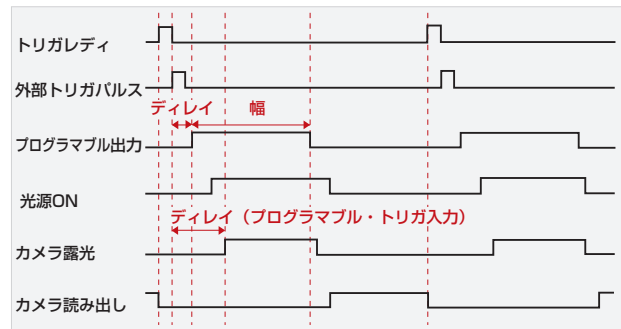 トリガレディ
外部トリガパルス
ディレイ 幅
プログラマブル出力
光源ON
ディレイ（プログラマブル・トリガ入力）
カメラ露光
カメラ読み出し